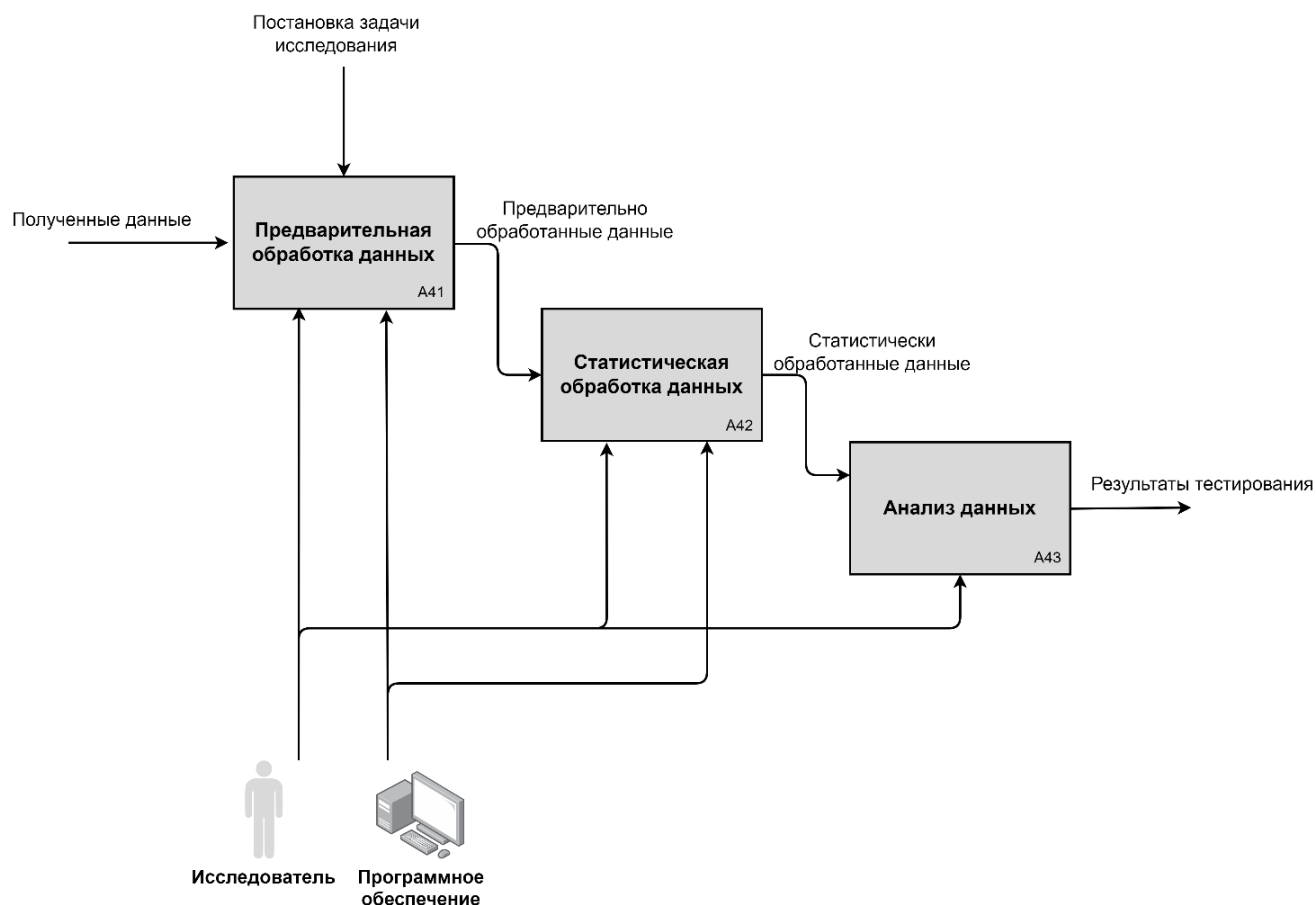 Постановка задачи
исследования
Полученные данные
Предварительная
обработка данных
A41
Предварительно
обработанные данные
Статистическая
обработка данных
A42
Статистически
обработанные данные
Анализ данных
A43
Результаты тестирования
Исследователь
Программное
обеспечение